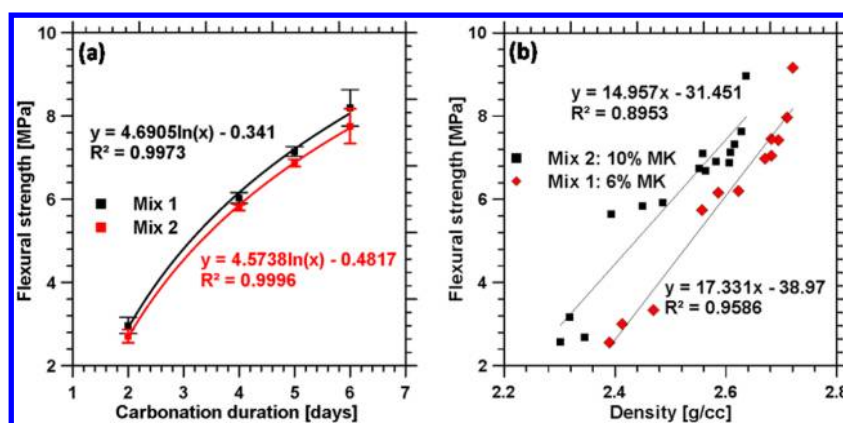 (a)
10
8
6
4
2
Flexural strength [MPa]
y = 4.6905ln(x) - 0.341
R² = 0.9973
Mix 1
Mix 2
y = 4.5738ln(x) - 0.4817
R² = 0.9996
1 2 3 4 5 6 7
Carbonation duration [days]
(b)
10
8
6
4
2
Flexural strength [MPa]
y = 14.957x - 31.451
R² = 0.8953
Mix 2: 10% MK
Mix 1: 6% MK
y = 17.331x - 38.97
R² = 0.9586
2.2 2.4 2.6 2.8
Density [g/cc]